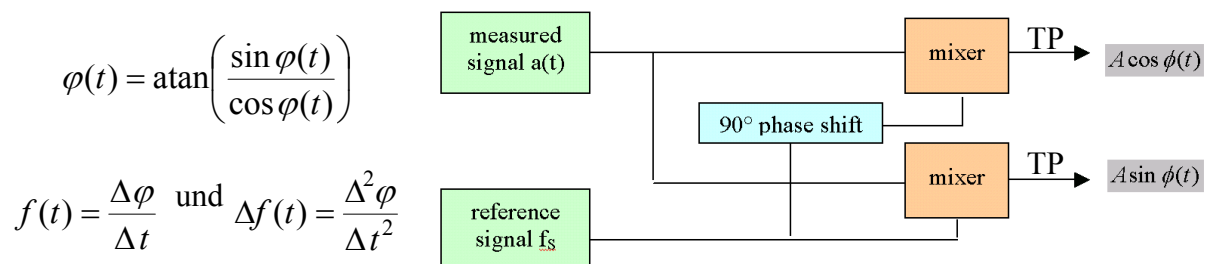 φ(t) = atan(sin φ(t) / cos φ(t))
f(t) = Δφ / Δt und Δf(t) = Δ²φ / Δt²
measured
signal a(t)
mixer
TP
A cos ϕ(t)
90° phase shift
mixer
TP
A sin ϕ(t)
reference
signal fS